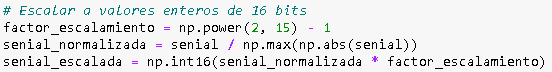 # Escalar a valores enteros de 16 bits
factor_escalamiento = np.power(2, 15) - 1
senial_normalizada = senial / np.max(np.abs(senial))
senial_escalada = np.int16(senial_normalizada * factor_escalamiento)